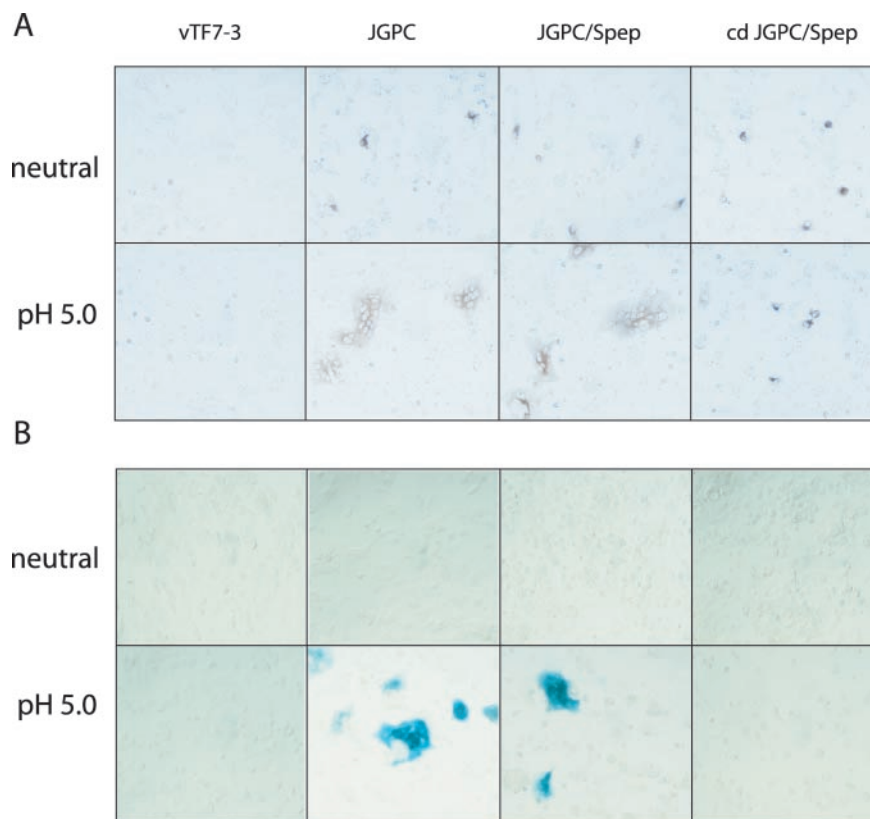 A
vTF7-3 JGPC JGPC/Spep cd JGPC/Spep
neutral
pH 5.0
B
neutral
pH 5.0